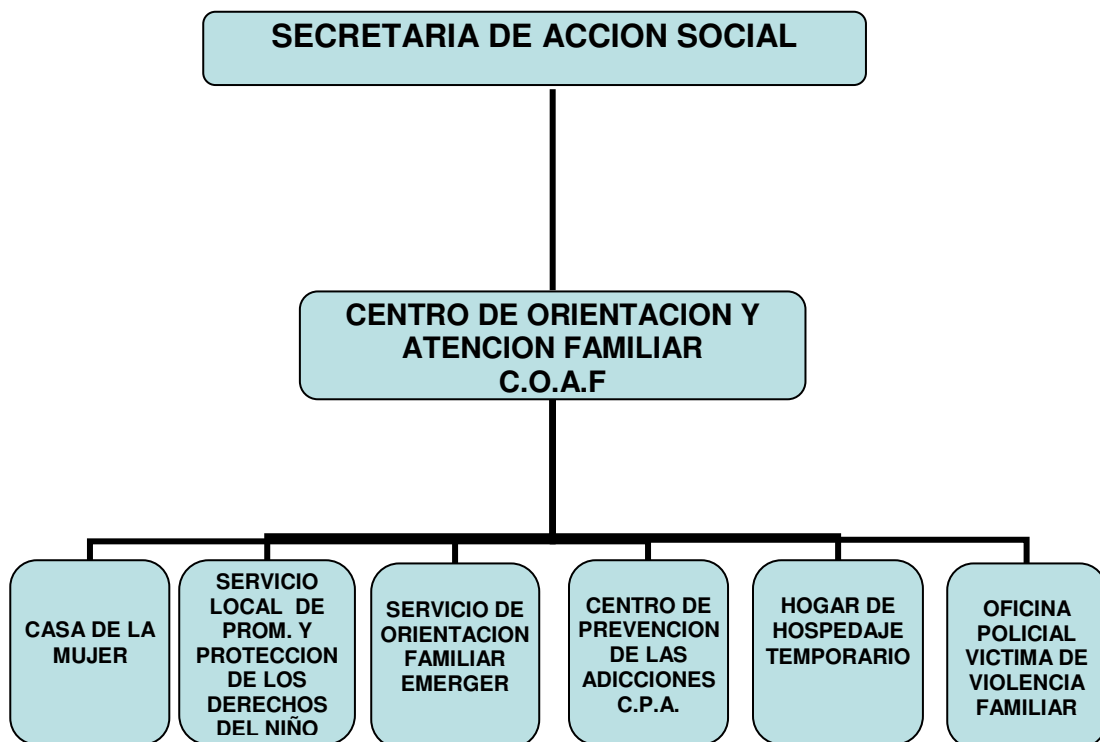 SECRETARIA DE ACCION SOCIAL
CENTRO DE ORIENTACION Y
ATENCION FAMILIAR
C.O.A.F
CASA DE LA
MUJER
SERVICIO
LOCAL DE
PROM. Y
PROTECCION
DE LOS
DERECHOS
DEL NIÑO
SERVICIO DE
ORIENTACION
FAMILIAR
EMERGER
CENTRO DE
PREVENCION
DE LAS
ADICCIONES
C.P.A.
HOGAR DE
HOSPEDAJE
TEMPORARIO
OFICINA
POLICIAL
VICTIMA DE
VIOLENCIA
FAMILIAR